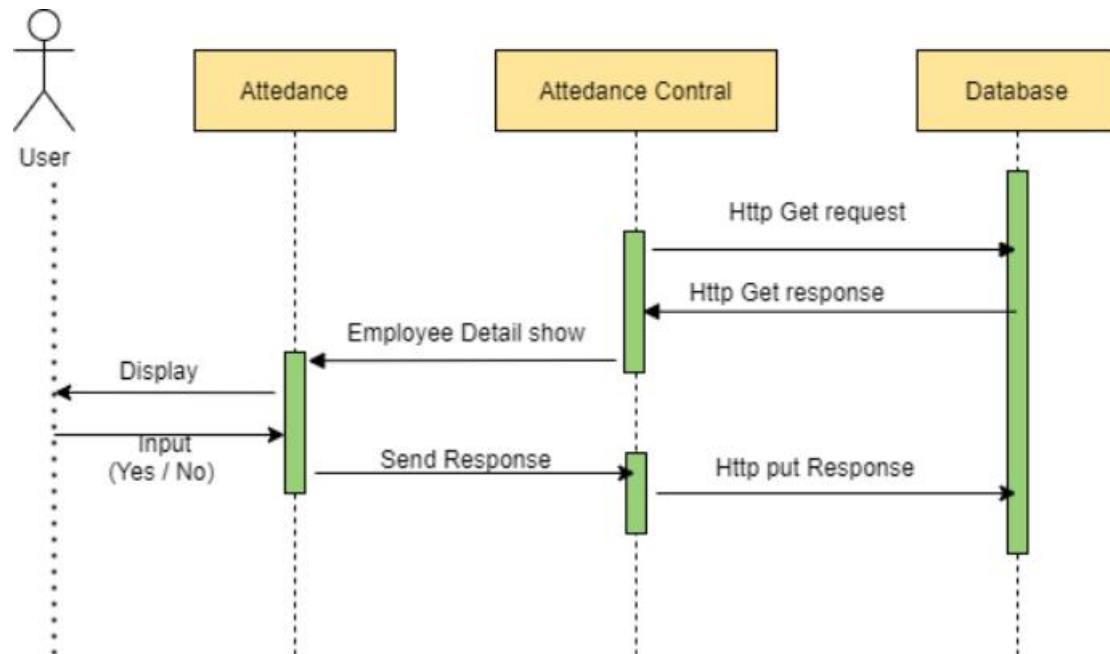 User
Attedance
Attedance Contral
Database
Http Get request
Http Get response
Employee Detail show
Display
Input
(Yes / No)
Send Response
Http put Response